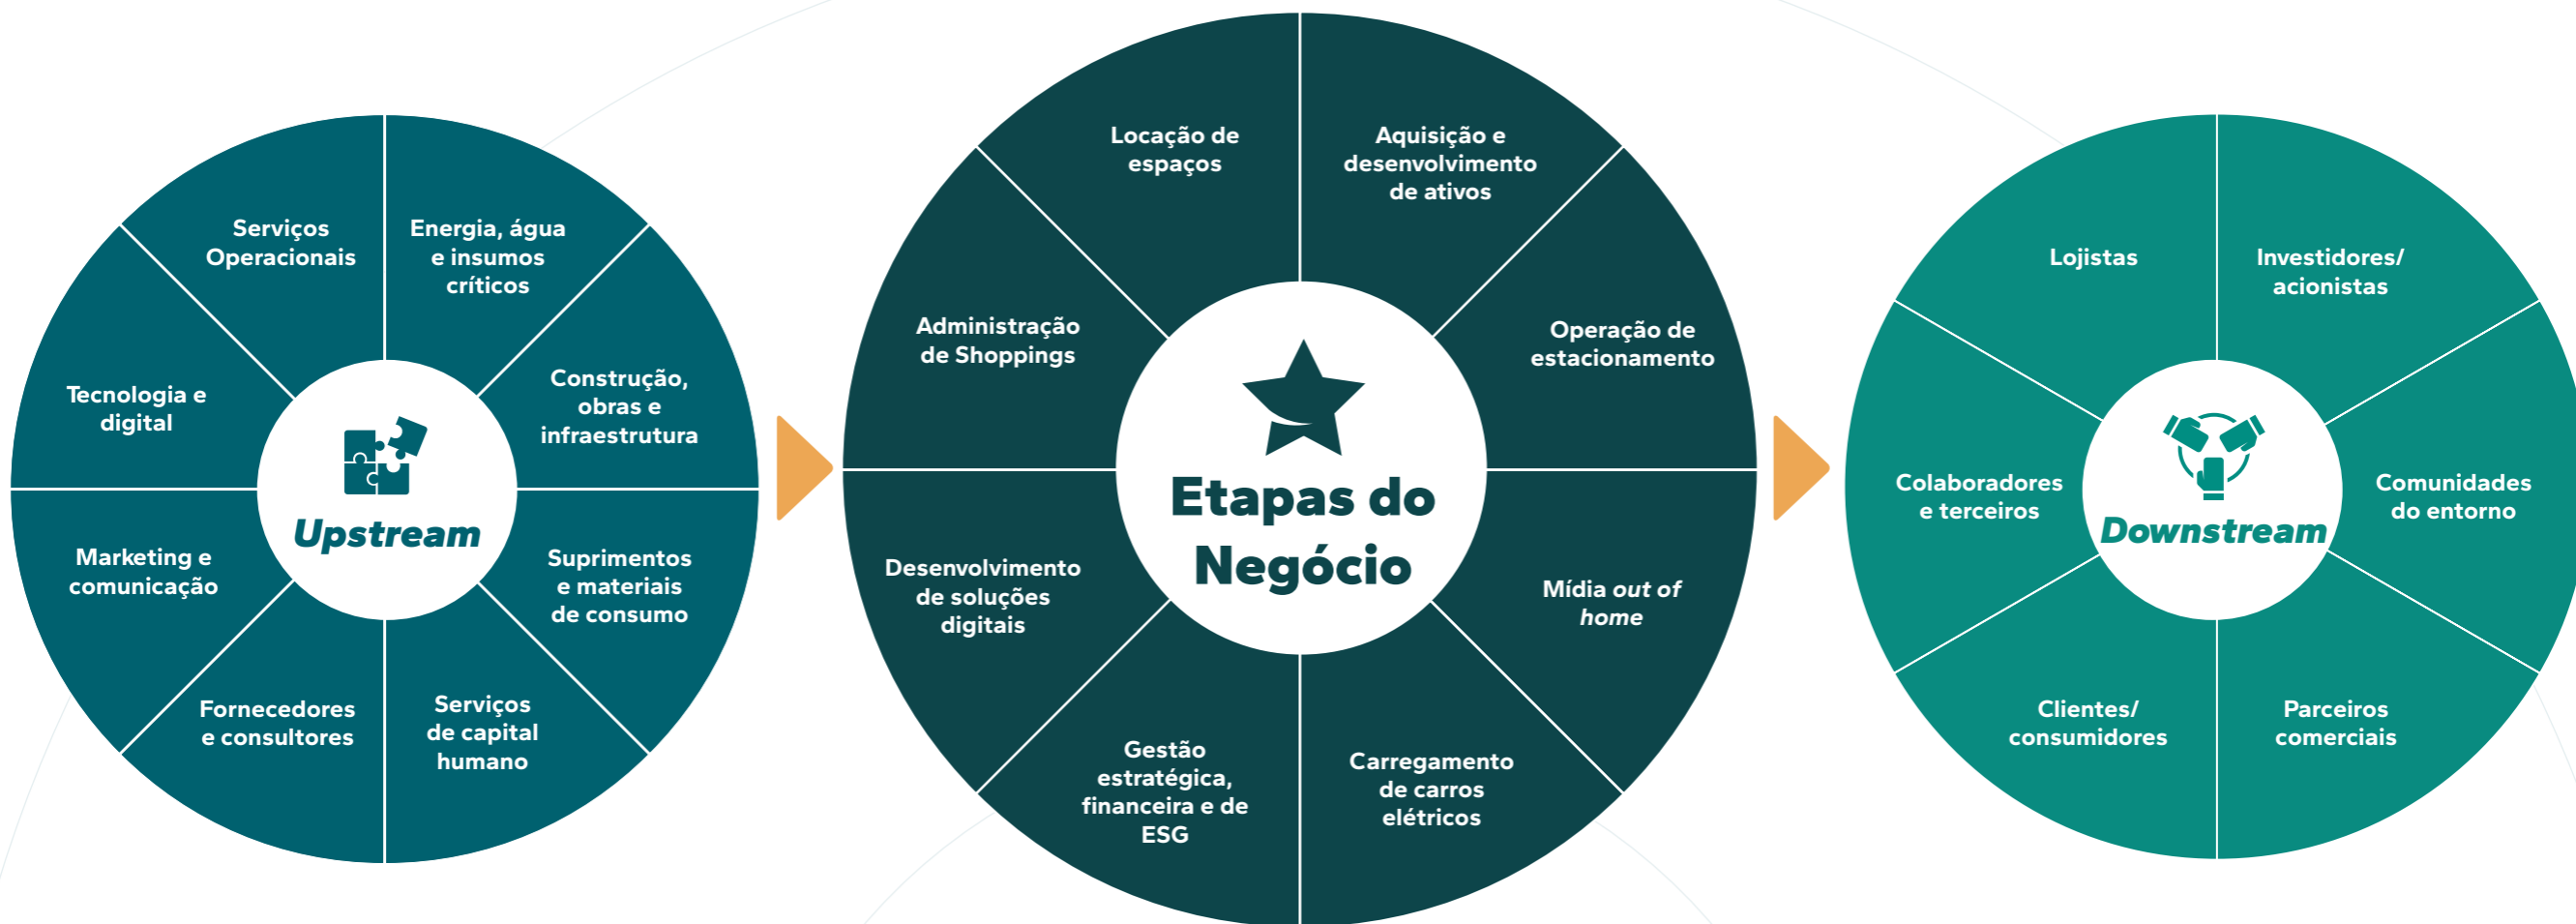 Serviços
Operacionais
Energia, água
e insumos
críticos
Construção,
obras e
infraestrutura
Suprimentos
e materiais
de consumo
Serviços
de capital
humano
Fornecedores
e consultores
Marketing e
comunicação
Tecnologia e
digital
Upstream
Locação de
espaços
Aquisição e
desenvolvimento
de ativos
Operação de
estacionamento
Mídia out of
home
Carregamento
de carros
elétricos
Gestão
estratégica,
financeira e de
ESG
Desenvolvimento
de soluções
digitais
Administração
de Shoppings
Etapas do
Negócio
Lojistas
Investidores/
acionistas
Comunidades
do entorno
Parceiros
comerciais
Clientes/
consumidores
Colaboradores
e terceiros
Downstream